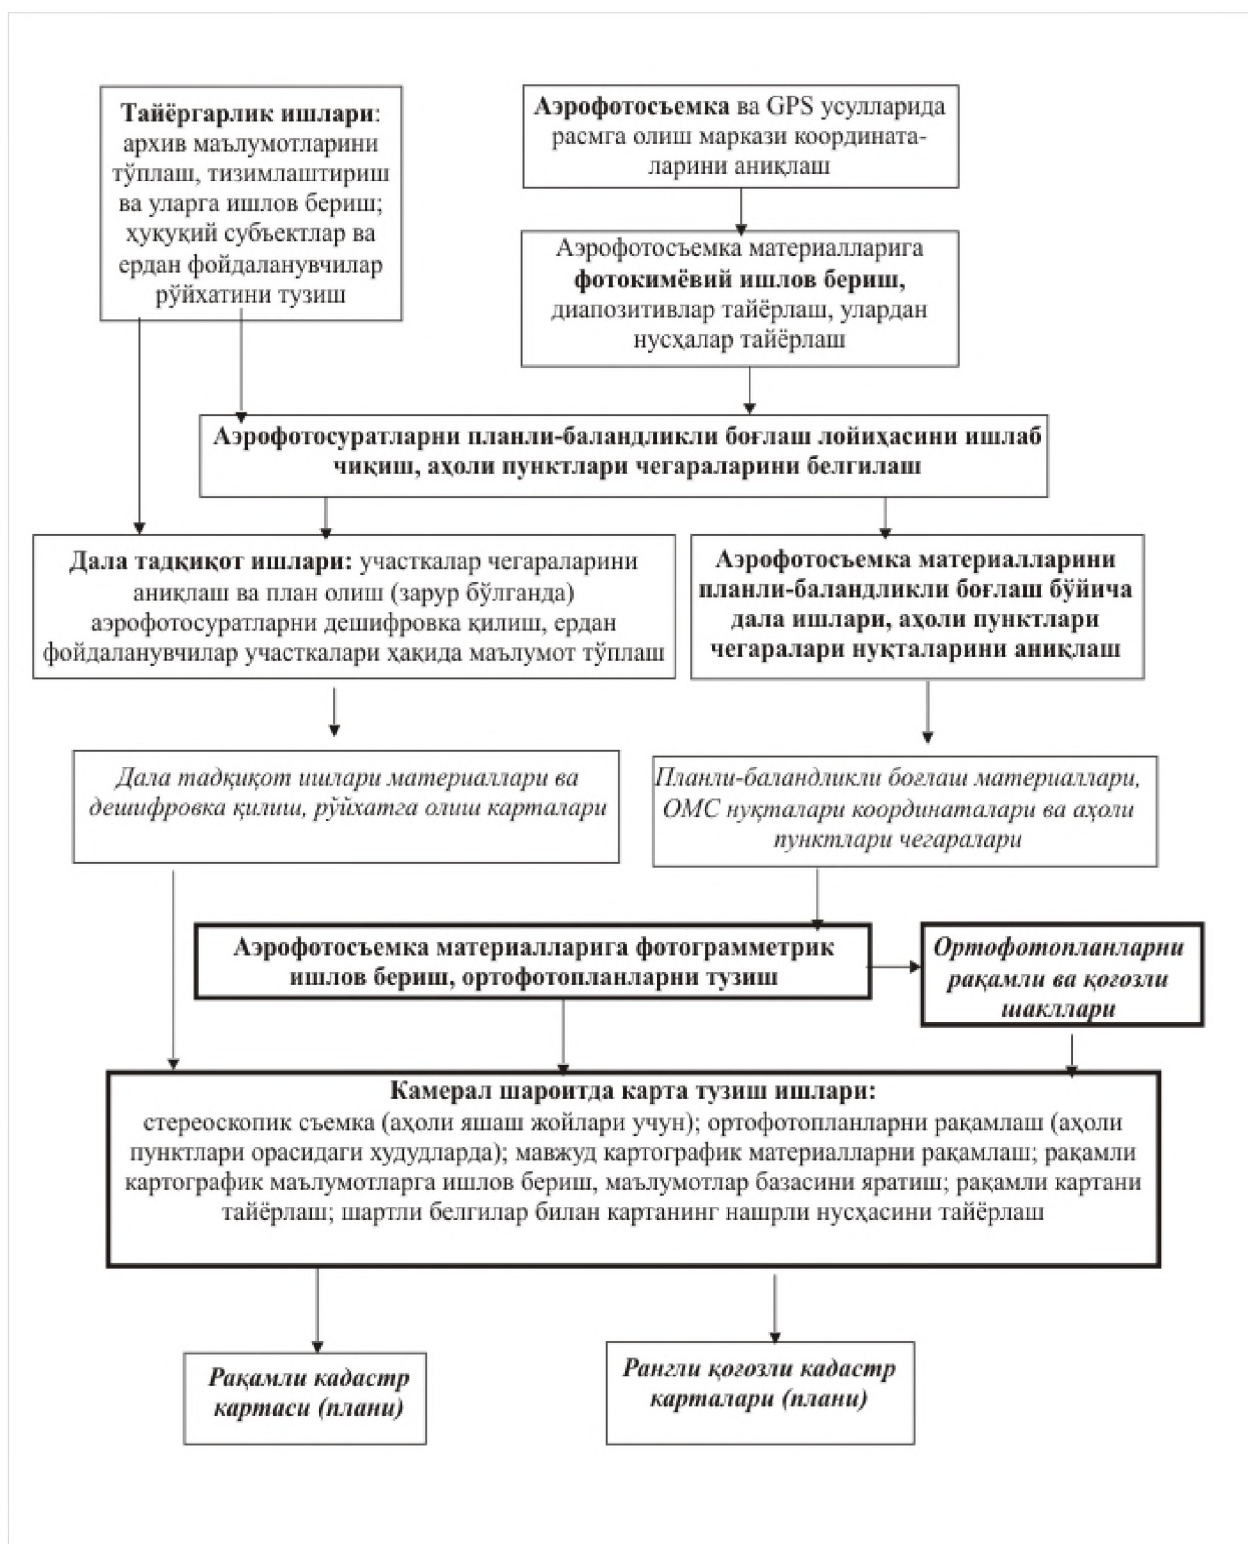 Тайёргарлик ишлари:
архив маълумотларини
тўплаш, тизимлаштириш
ва уларга ишлов бериш;
ҳуқуқий субъектлар ва
ердан фойдаланувчилар
рўйхатини тузиш
Аэрофотосъемка ва GPS усулларида
расмга олиш маркази координата-
ларини аниқлаш
Аэрофотосъемка материалларига
фотокимёвий ишлов бериш,
диапозитивлар тайёрлаш, улардан
нусҳалар тайёрлаш
Аэрофотосуратларни планли-баландликли боғлаш лойиҳасини ишлаб
чиқиш, аҳоли пунктлари чегараларини белгилаш
Дала тадқиқот ишлари: участкалар чегараларини
аниқлаш ва план олиш (зарур бўлганда)
аэрофотосуратларни дешифровка қилиш, ердан
фойдаланувчилар участкалари ҳақида маълумот тўплаш
Аэрофотосъемка материалларини
планли-баландликли боғлаш бўйича
дала ишлари, аҳоли пунктлари
чегаралари нуқталарини аниқлаш
Дала тадқиқот ишлари материаллари ва
дешифровка қилиш, рўйхатга олиш карталари
Планли-баландликли боғлаш материаллари,
ОМС нуқталари координаталари ва аҳоли
пунктлари чегаралари
Аэрофотосъемка материалларига фотограмметрик
ишлов бериш, ортофотопланларни тузиш
Ортофотопланларни
рақамли ва қоғозли
шакллари
Камерал шароитда карта тузиш ишлари:
стереоскопик съемка (аҳоли яшаш жойлари учун); ортофотопланларни рақамлаш (аҳоли
пунктлари орасидаги худудларда); мавжуд картографик материалларни рақамлаш; рақамли
картографик маълумотларга ишлов бериш, маълумотлар базасини яратиш; рақамли картани
тайёрлаш; шартли белгилар билан картанинг нашрли нусҳасини тайёрлаш
Рақамли кадастр
картаси (плани)
Рангли қоғозли кадастр
карталари (плани)